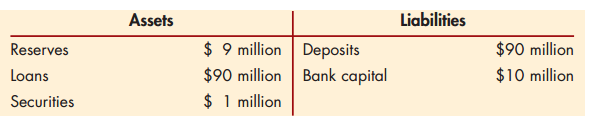 Assets Liabilities
Reserves $ 9 million Deposits $90 million
Loans $90 million Bank capital $10 million
Securities $ 1 million